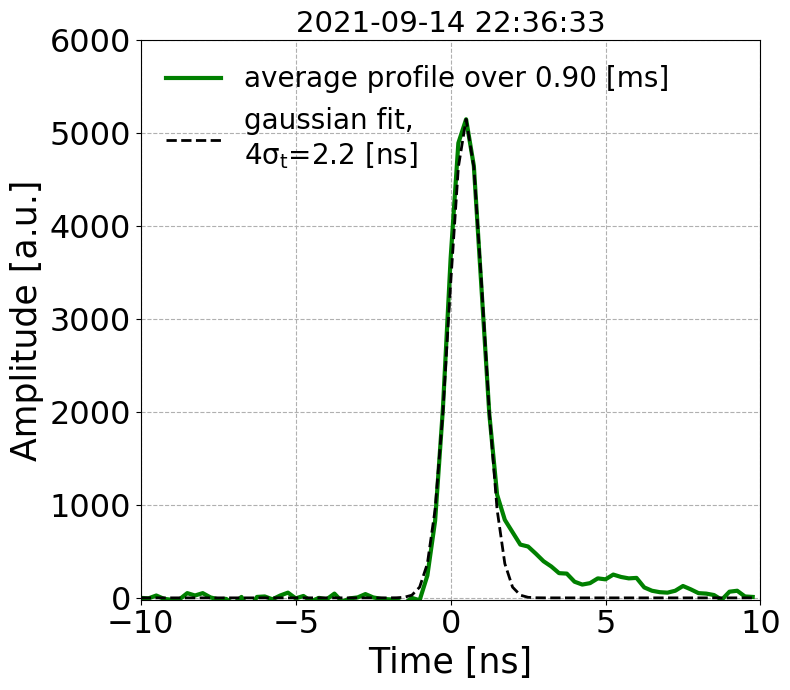 2021-09-14 22:36:33
6000
5000
4000
3000
2000
1000
0
Amplitude [a.u.]
average profile over 0.90 [ms]
gaussian fit,
4σt=2.2 [ns]
−10
−5
0
5
10
Time [ns]